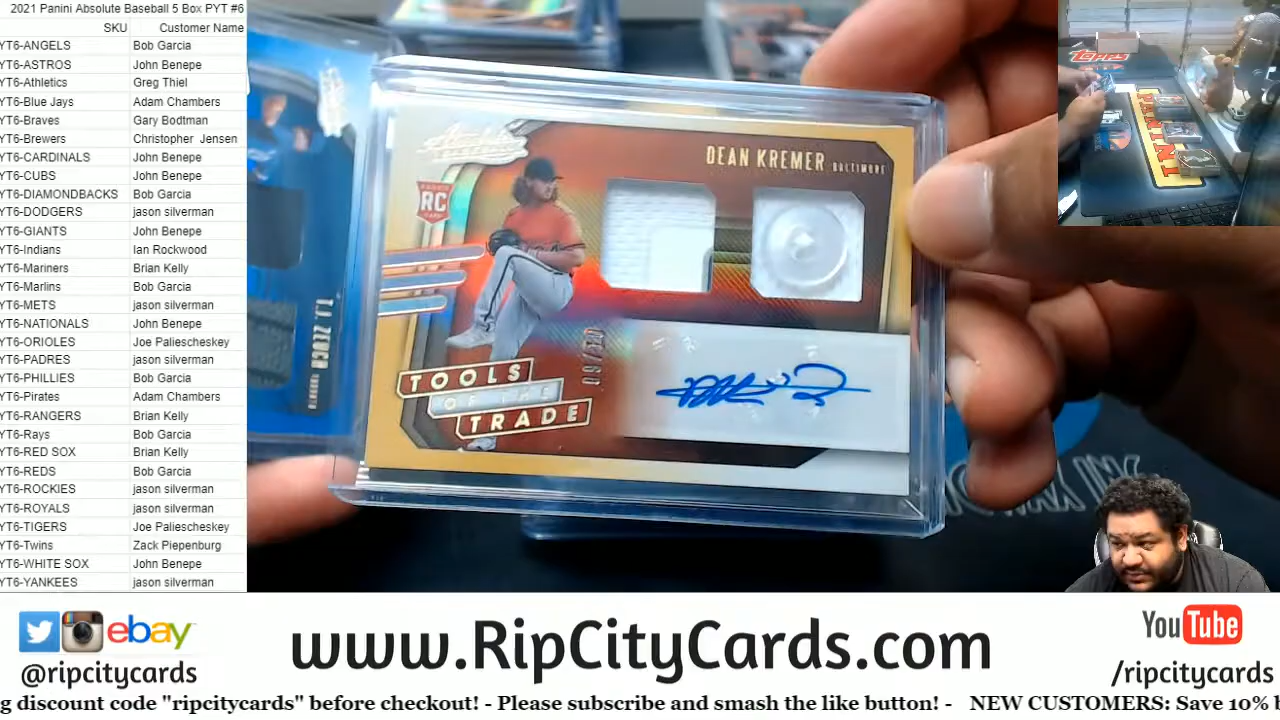 2021 Panini Absolute Baseball 5 Box PYT #6
SKU Customer Name
YT6-ANGELS Bob Garcia
YT6-ASTROS John Benepe
YT6-Athletics Greg Thiel
YT6-Blue Jays Adam Chambers
YT6-Braves Gary Bodtman
YT6-Brewers Christopher Jensen
YT6-CARDINALS John Benepe
YT6-CUBS John Benepe
YT6-DIAMONDBACKS Bob Garcia
YT6-DODGERS jason silverman
YT6-GIANTS John Benepe
YT6-Indians Ian Rockwood
YT6-Mariners Brian Kelly
YT6-Marlins Bob Garcia
YT6-METS jason silverman
YT6-NATIONALS John Benepe
YT6-ORIOLES Joe Paliescheskey
YT6-PADRES jason silverman
YT6-PHILLIES Bob Garcia
YT6-Pirates Adam Chambers
YT6-RANGERS Brian Kelly
YT6-Rays Bob Garcia
YT6-RED SOX Brian Kelly
YT6-REDS Bob Garcia
YT6-ROCKIES jason silverman
YT6-ROYALS jason silverman
YT6-TIGERS Joe Paliescheskey
YT6-Twins Zack Piepenburg
YT6-WHITE SOX John Benepe
YT6-YANKEES jason silverman
Absolute
RC
DEAN KREMER BALTIMORE
TOOLS
OF THE
TRADE
T.J. ZEUCH TORONTO
TOPPS
PANINI
ebay
@ripcitycards
www.RipCityCards.com
YouTube
/ripcitycards
g discount code "ripcitycards" before checkout! - Please subscribe and smash the like button! - NEW CUSTOMERS: Save 10% b